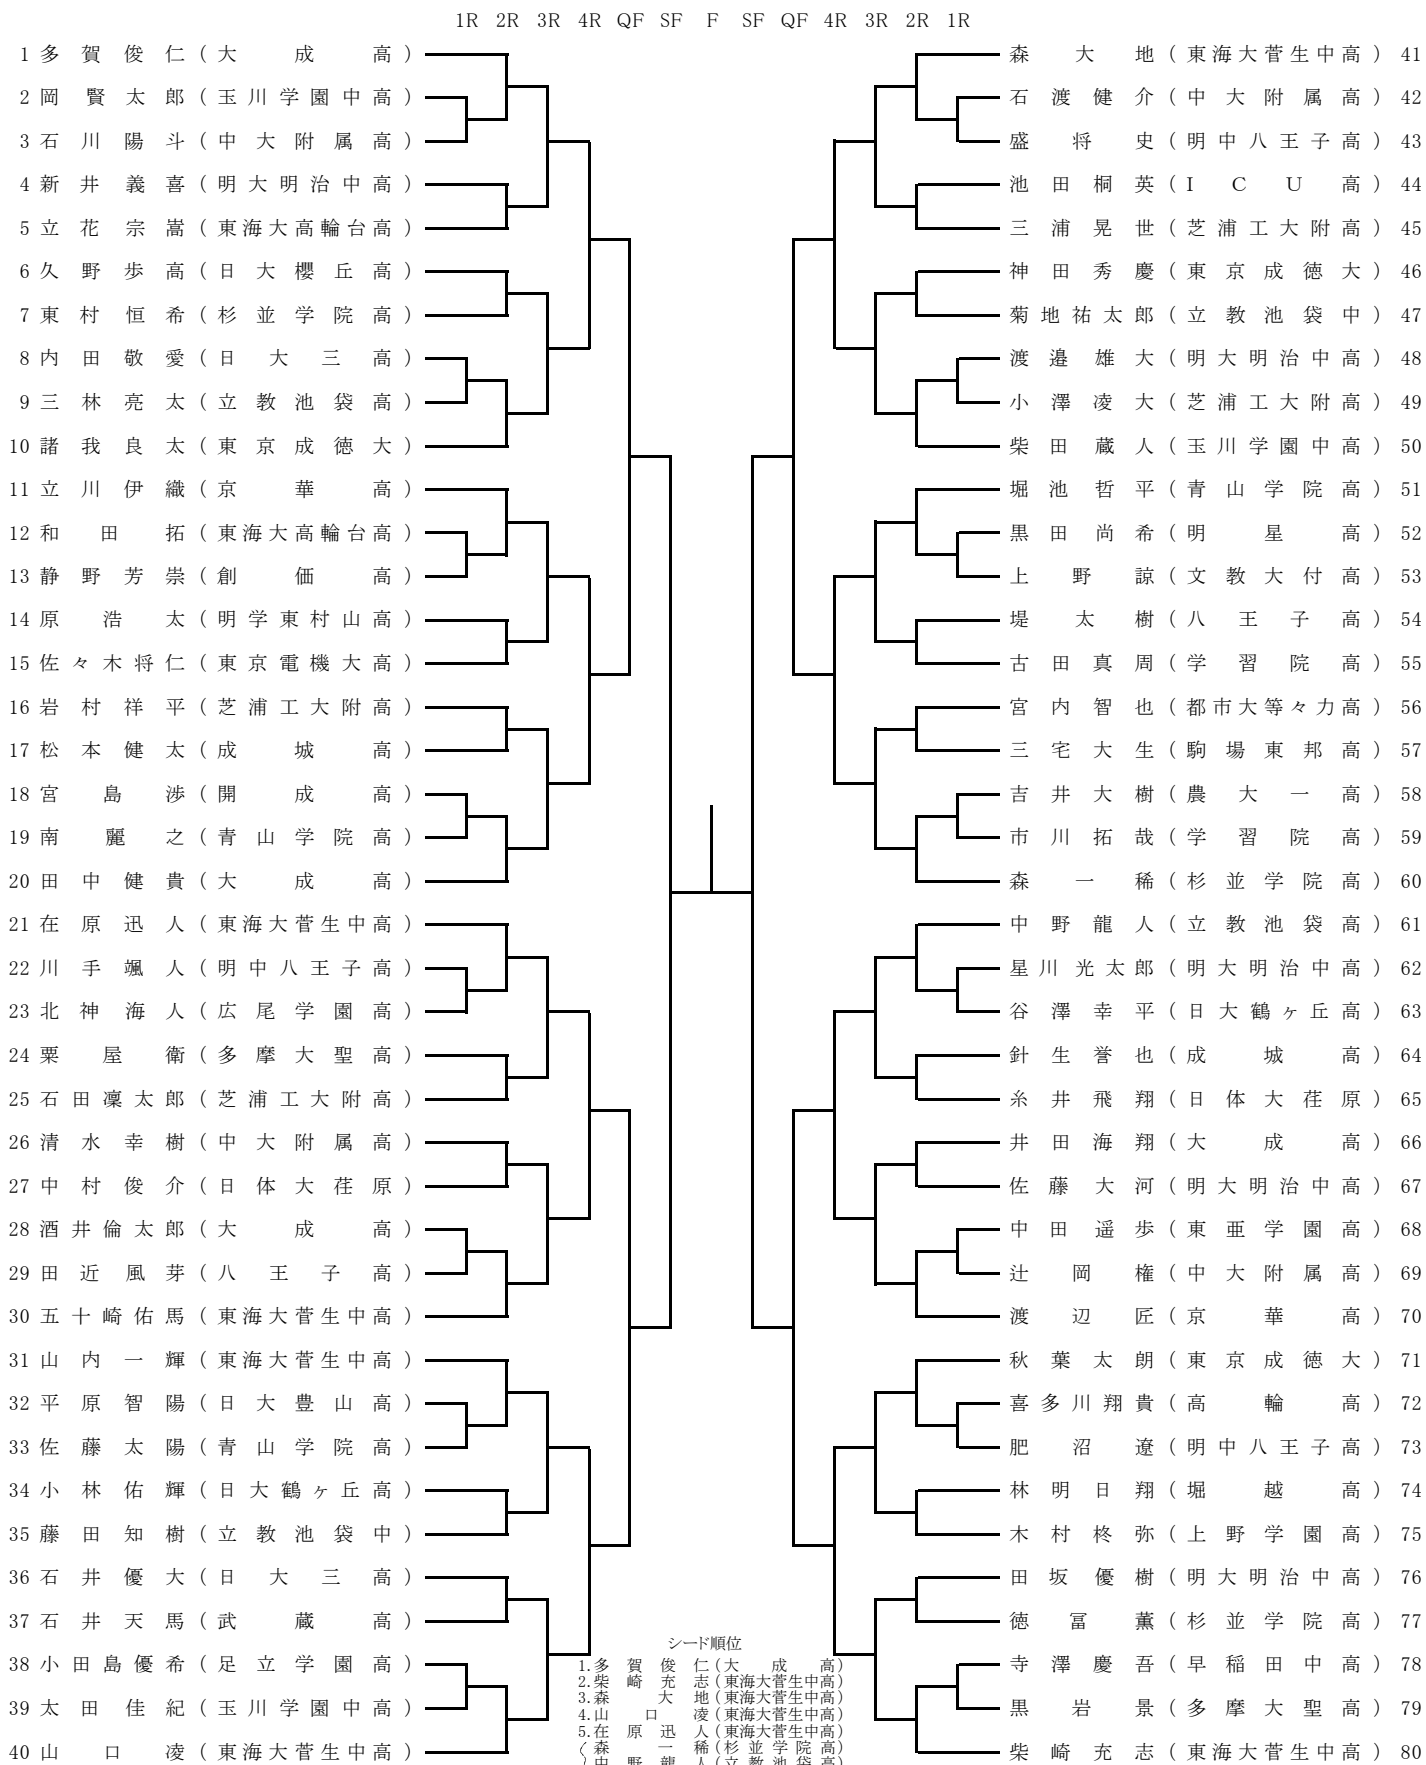 1R 2R 3R 4R QF SF F SF QF 4R 3R 2R 1R
1 多賀俊仁 (大成高)
2 岡賢太郎 (玉川学園中高)
3 石川陽斗 (中大附属高)
4 新井義喜 (明大明治中高)
5 立花宗嵩 (東海大高輪台高)
6 久野歩高 (日大櫻丘高)
7 東村恒希 (杉並学院高)
8 内田敬愛 (日大三高)
9 三林亮太 (立教池袋高)
10 諸我良太 (東京成徳大)
11 立川伊織 (京華高)
12 和田拓 (東海大高輪台高)
13 静野芳崇 (創価高)
14 原浩太 (明学東村山高)
15 佐々木将仁 (東京電機大高)
16 岩村祥平 (芝浦工大附高)
17 松本健太 (成城高)
18 宮島渉 (開成高)
19 南麗之 (青山学院高)
20 田中健貴 (大成高)
21 在原迅人 (東海大菅生中高)
22 川手颯人 (明中八王子高)
23 北神海人 (広尾学園高)
24 粟屋衛 (多摩大聖高)
25 石田凜太郎 (芝浦工大附高)
26 清水幸樹 (中大附属高)
27 中村俊介 (日体大荏原)
28 酒井倫太郎 (大成高)
29 田近風芽 (八王子高)
30 五十崎佑馬 (東海大菅生中高)
31 山内一輝 (東海大菅生中高)
32 平原智陽 (日大豊山高)
33 佐藤太陽 (青山学院高)
34 小林佑輝 (日大鶴ヶ丘高)
35 藤田知樹 (立教池袋中)
36 石井優大 (日大三高)
37 石井天馬 (武蔵高)
38 小田島優希 (足立学園高)
39 太田佳紀 (玉川学園中高)
40 山口凌 (東海大菅生中高)
森大地 (東海大菅生中高) 41
石渡健介 (中大附属高) 42
盛将史 (明中八王子高) 43
池田桐英 (ICU高) 44
三浦晃世 (芝浦工大附高) 45
神田秀慶 (東京成徳大) 46
菊地祐太郎 (立教池袋中) 47
渡邉雄大 (明大明治中高) 48
小澤凌大 (芝浦工大附高) 49
柴田蔵人 (玉川学園中高) 50
堀池哲平 (青山学院高) 51
黒田尚希 (明星高) 52
上野諒 (文教大付高) 53
堤太樹 (八王子高) 54
古田真周 (学習院高) 55
宮内智也 (都市大等々力高) 56
三宅大生 (駒場東邦高) 57
吉井大樹 (農大一高) 58
市川拓哉 (学習院高) 59
森一稀 (杉並学院高) 60
中野龍人 (立教池袋高) 61
星川光太郎 (明大明治中高) 62
谷澤幸平 (日大鶴ヶ丘高) 63
針生誉也 (成城高) 64
糸井飛翔 (日体大荏原) 65
井田海翔 (大成高) 66
佐藤大河 (明大明治中高) 67
中田遥歩 (東亜学園高) 68
辻岡権 (中大附属高) 69
渡辺匠 (京華高) 70
秋葉太朗 (東京成徳大) 71
喜多川翔貴 (高輪高) 72
肥沼遼 (明中八王子高) 73
林明日翔 (堀越高) 74
木村柊弥 (上野学園高) 75
田坂優樹 (明大明治中高) 76
徳冨薫 (杉並学院高) 77
寺澤慶吾 (早稲田中高) 78
黒岩景 (多摩大聖高) 79
柴崎充志 (東海大菅生中高) 80
シード順位
1.多賀俊仁(大成高)
2.柴崎充志(東海大菅生中高)
3.森大地(東海大菅生中高)
4.山口凌(東海大菅生中高)
5.在原迅人(東海大菅生中高)
森一稀(杉並学院高)
中野龍人(立教池袋高)